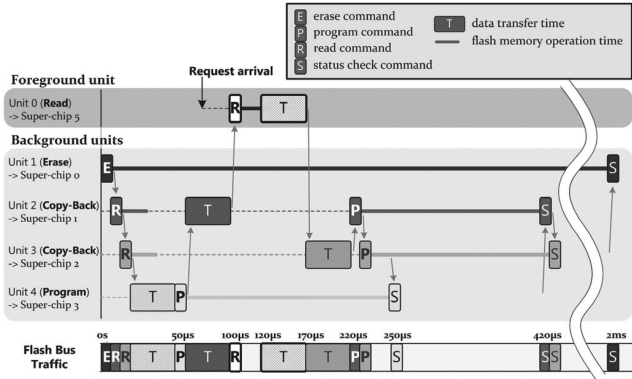 E erase command
P program command
R read command
S status check command
T data transfer time
flash memory operation time
Request arrival
Foreground unit
Unit 0 (Read)
-> Super-chip 5
R T
Background units
Unit 1 (Erase)
-> Super-chip 0
E S
Unit 2 (Copy-Back)
-> Super-chip 1
R T P S
Unit 3 (Copy-Back)
-> Super-chip 2
R T P S
Unit 4 (Program)
-> Super-chip 3
T P S
0s 50μs 100μs 120μs 170μs 220μs 250μs 420μs 2ms
Flash Bus
Traffic
E R R T P T R T T P P S S S S